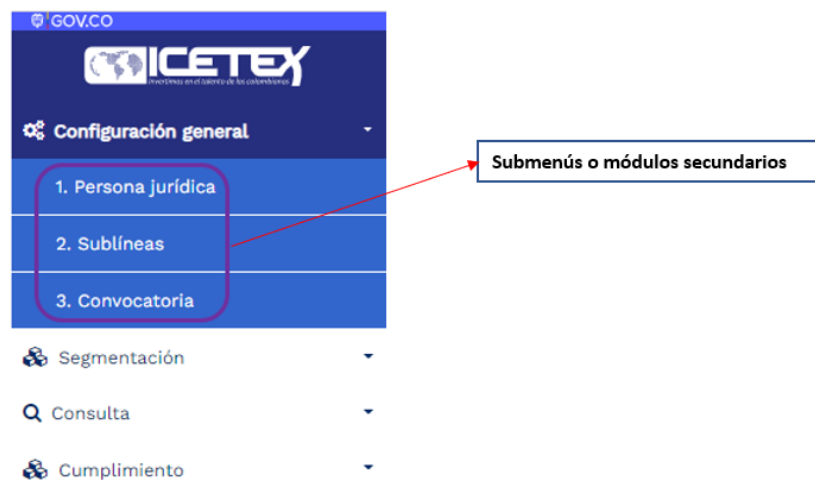 GOV.CO
ICETEX
Invertimos en el talento de los colombianos
Configuración general
Submenús o módulos secundarios
1. Persona jurídica
2. Sublíneas
3. Convocatoria
Segmentación
Consulta
Cumplimiento